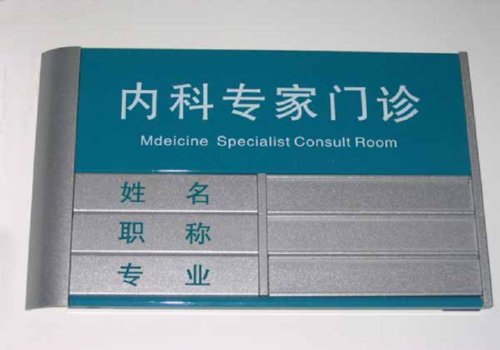 内科专家门诊
Mdeicine Specialist Consult Room
姓 名
职 称
专 业